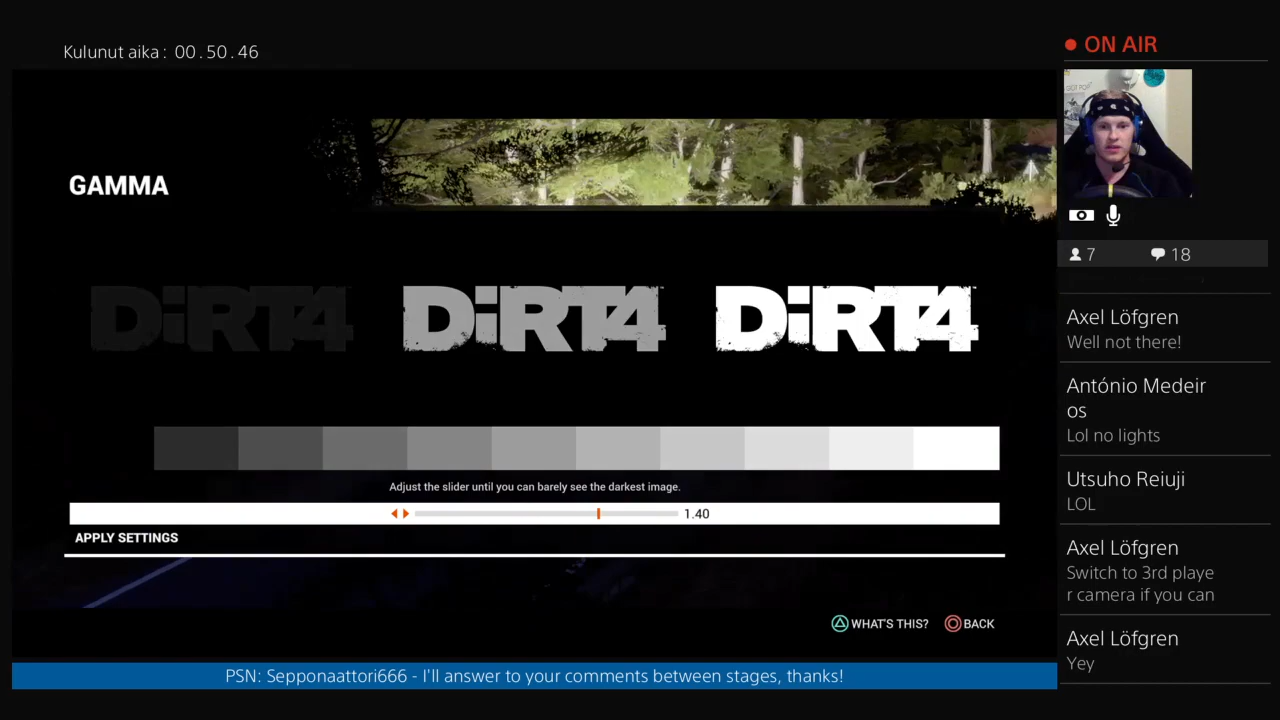 Kulunut aika : 00 . 50 . 46
ON AIR
GAMMA
GOT PO
7
18
DiRT4 DiRT4 DiRT4
Axel Löfgren
Well not there!
António Medeir
os
Lol no lights
Utsuho Reiuji
LOL
Axel Löfgren
Switch to 3rd playe
r camera if you can
Axel Löfgren
Yey
Adjust the slider until you can barely see the darkest image.
1.40
APPLY SETTINGS
WHAT'S THIS? BACK
PSN: Sepponaattori666 - I'll answer to your comments between stages, thanks!